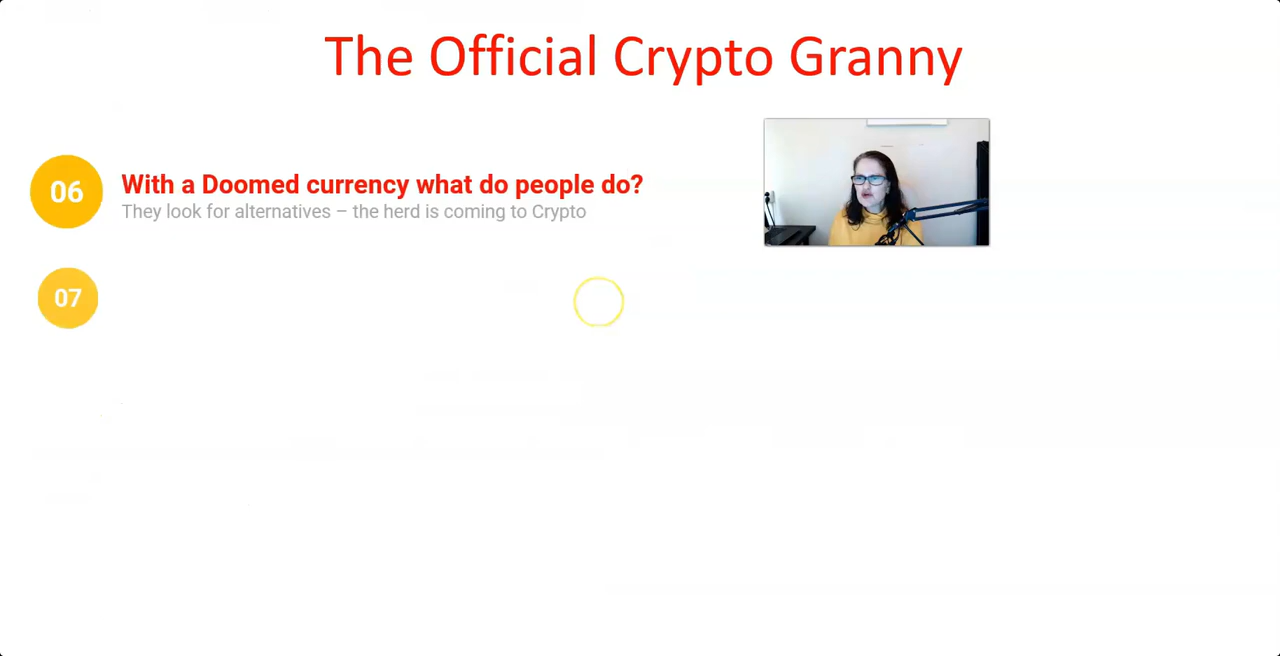 The Official Crypto Granny
06
With a Doomed currency what do people do?
They look for alternatives – the herd is coming to Crypto
07